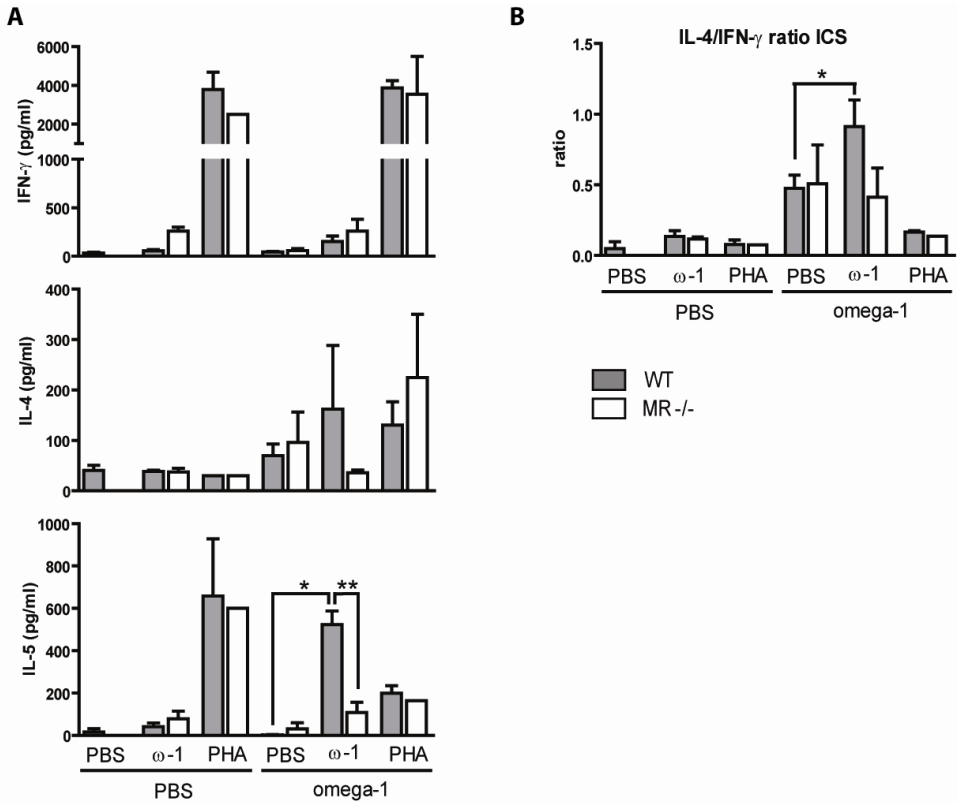 A
6000
4000
2000
1000
500
0
IFN-γ (pg/ml)
400
300
200
100
0
IL-4 (pg/ml)
1000
800
600
400
200
0
IL-5 (pg/ml)
* **
PBS ω-1 PHA PBS ω-1 PHA
PBS omega-1
B
IL-4/IFN-γ ratio ICS
1.5
1.0
0.5
0.0
ratio
*
PBS ω-1 PHA PBS ω-1 PHA
PBS omega-1
WT
MR -/-